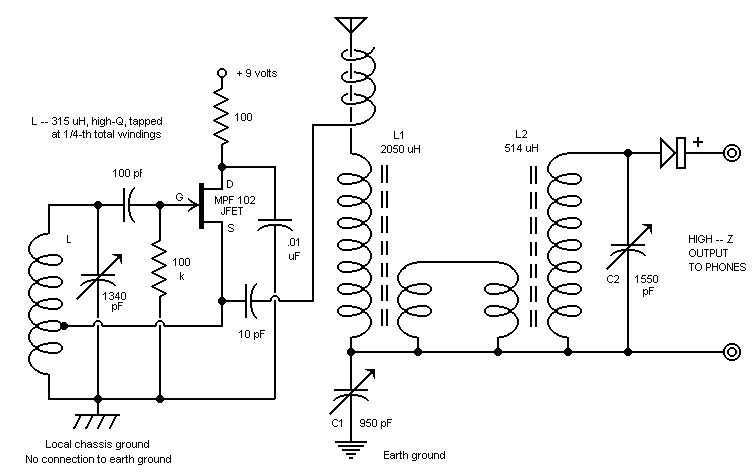 + 9 volts
L -- 315 uH, high-Q, tapped
at 1/4-th total windings
100
100 pf
G
D
MPF 102
JFET
S
L
1340
pF
100
k
.01
uF
10 pF
L1
2050 uH
L2
514 uH
+
C2
1550
pF
HIGH -- Z
OUTPUT
TO PHONES
C1
950 pF
Local chassis ground
No connection to earth ground
Earth ground